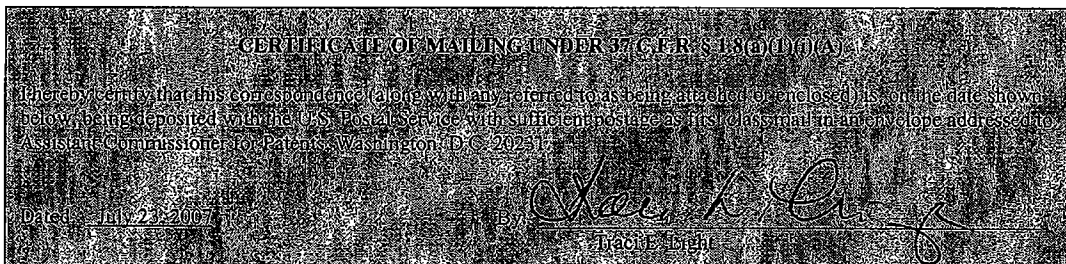 CERTIFICATE OF MAILING UNDER 37 C.F.R. § 1.8(a)(1)(i)(A)
I hereby certify that this correspondence (along with any referred to as being attached or enclosed) is, on the date shown
below, being deposited with the U.S. Postal Service with sufficient postage as first class mail in an envelope addressed to
Assistant Commissioner for Patents, Washington, D.C. 20231.
Dated: July 23, 2007
By:
Traci E. Light